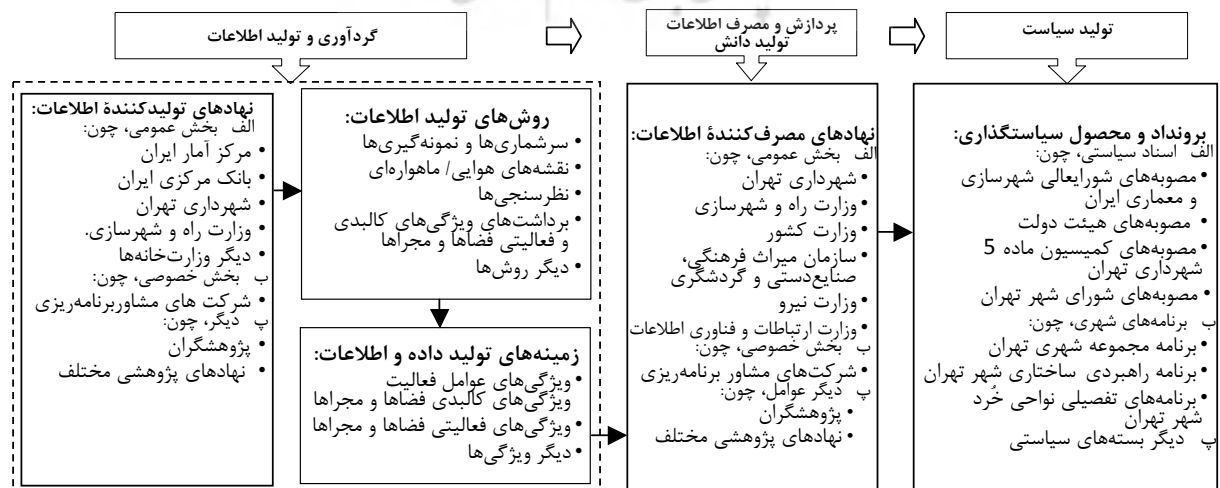 گردآوری و تولید اطلاعات
پردازش و مصرف اطلاعات
تولید دانش
تولید سیاست
نهادهای تولیدکنندۀ اطلاعات:
الف بخش عمومی، چون:
• مرکز آمار ایران
• بانک مرکزی ایران
• شهرداری تهران
• وزارت راه و شهرسازی.
• دیگر وزارت‌خانه‌ها
ب بخش خصوصی، چون:
• شرکت های مشاوربرنامه‌ریزی
پ دیگر، چون:
• پژوهشگران
• نهادهای پژوهشی مختلف
روش‌های تولید اطلاعات:
• سرشماری‌ها و نمونه‌گیری‌ها
• نقشه‌های هوایی/ ماهواره‌ای
• نظرسنجی‌ها
• برداشت‌های ویژگی‌های کالبدی
و فعالیتی فضاها و مجراها
• دیگر روش‌ها
زمینه‌های تولید داده و اطلاعات:
• ویژگی‌های عوامل فعالیت
ویژگی‌های کالبدی فضاها و مجراها
• ویژگی‌های فعالیتی فضاها و مجراها
• دیگر ویژگی‌ها
نهادهای مصرف‌کنندۀ اطلاعات:
الف بخش عمومی، چون:
• شهرداری تهران
• وزارت راه و شهرسازی
• وزارت کشور
• سازمان میراث فرهنگی،
صنایع‌دستی و گردشگری
• وزارت نیرو
• وزارت ارتباطات و فناوری اطلاعات
ب بخش خصوصی، چون:
• شرکت‌های مشاور برنامه‌ریزی
پ دیگر عوامل، چون:
• پژوهشگران
• نهادهای پژوهشی مختلف
برونداد و محصول سیاستگذاری:
الف اسناد سیاستی، چون:
• مصوبه‌های شورایعالی شهرسازی
و معماری ایران
مصوبه‌های هیئت دولت
• مصوبه‌های کمیسیون ماده 5
شهرداری تهران
• مصوبه‌های شورای شهر تهران
ب برنامه‌های شهری، چون:
• برنامه مجموعه شهری تهران
• برنامه راهبردی ساختاری شهر تهران
• برنامه‌های تفصیلی نواحی خُرد
شهر تهران
پ دیگر بسته‌های سیاستی